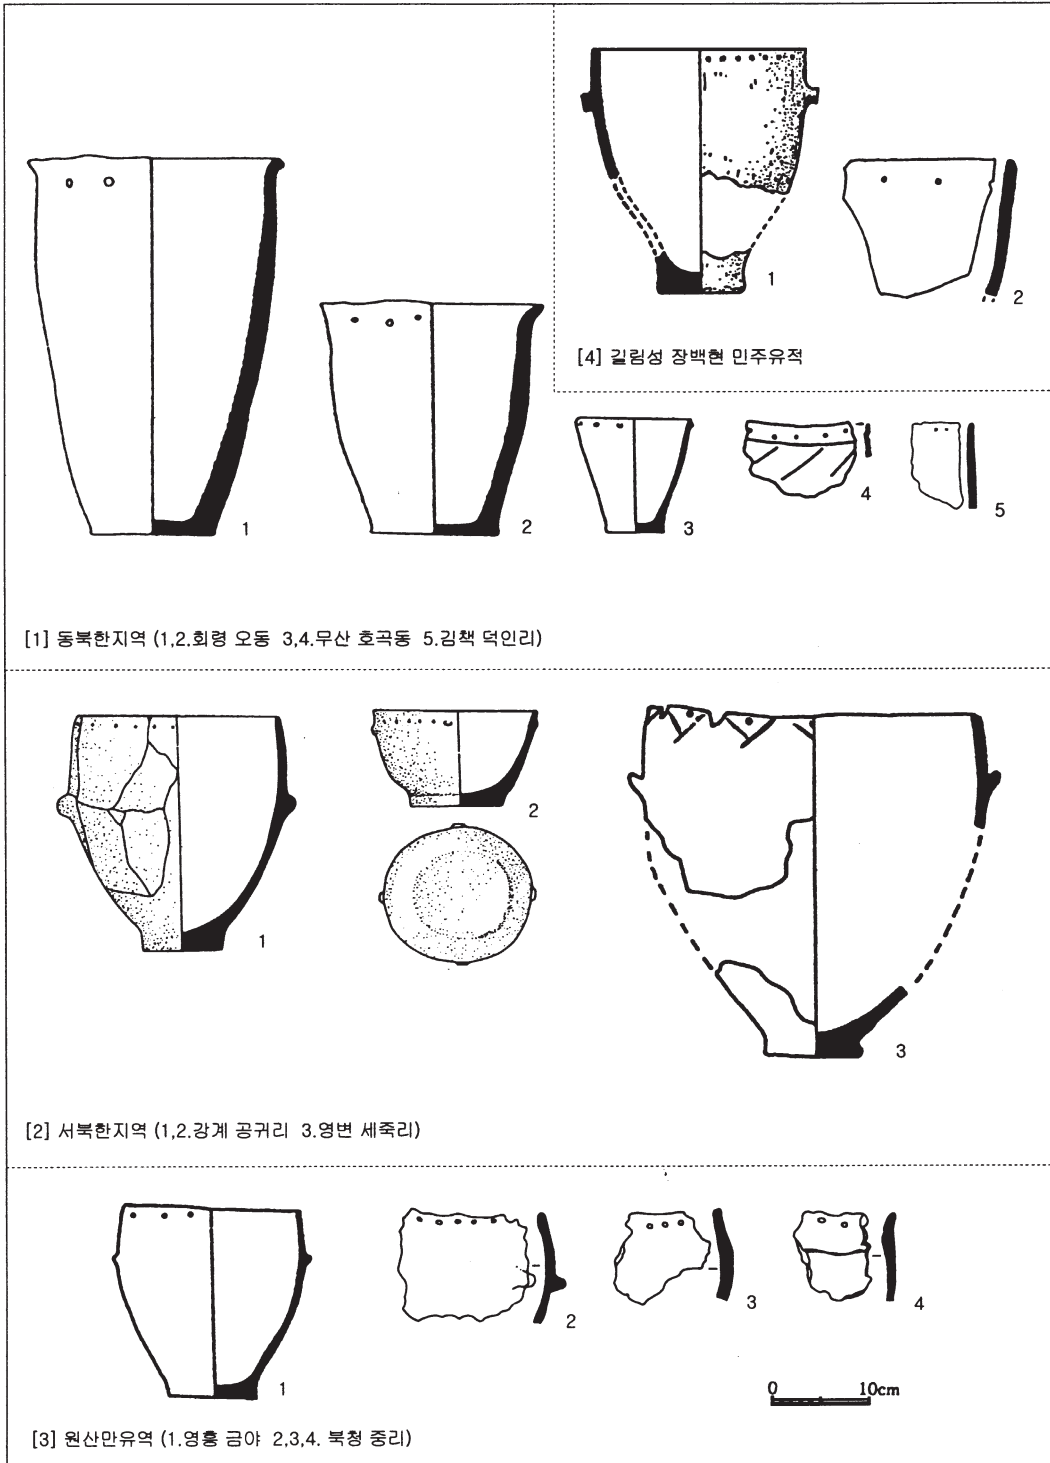 1
2
[4] 길림성 장백현 민주유적
1
2
3
4
5
[1] 동북한지역 (1,2.회령 오동 3,4.무산 호곡동 5.김책 덕인리)
1
2
3
[2] 서북한지역 (1,2.강계 공귀리 3.영변 세죽리)
1
2
3
4
0 10cm
[3] 원산만유역 (1.영흥 금야 2,3,4. 북청 중리)